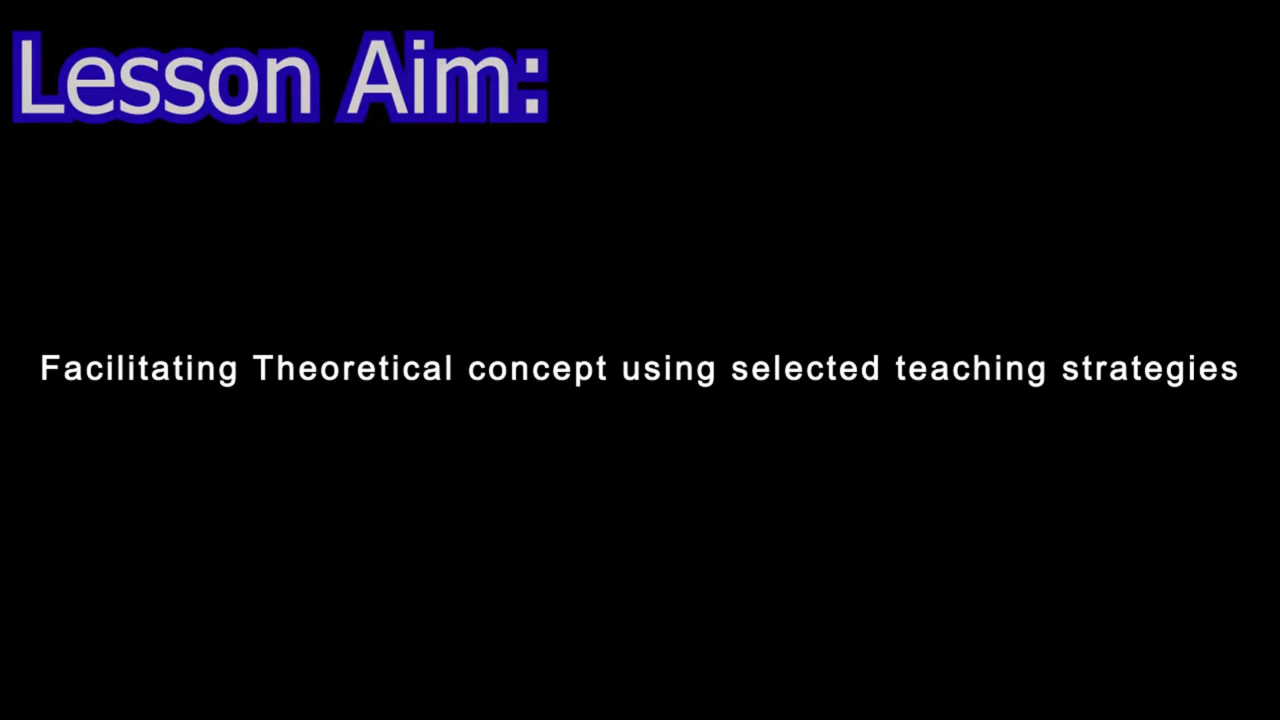 Lesson Aim:
Facilitating Theoretical concept using selected teaching strategies